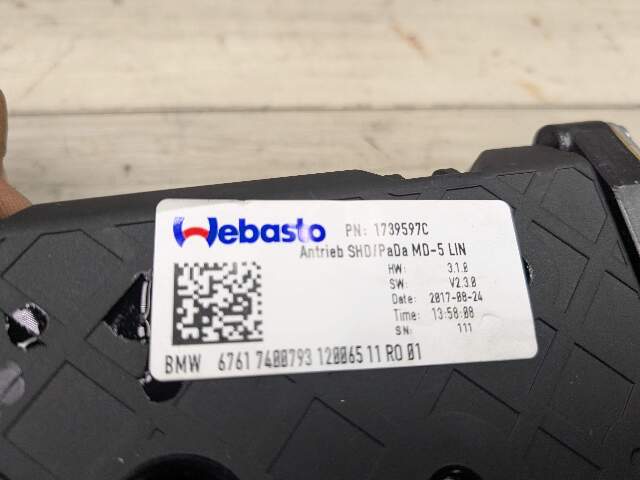 Webasto PN: 1739597C
Antrieb SHD/PaDa MD-5 LIN
HW: 3.1.0
SW: V2.3.0
Date: 2017-08-24
Time: 13:58:08
SN: 111
BMW 6761 7400793 120065 11 RO 01